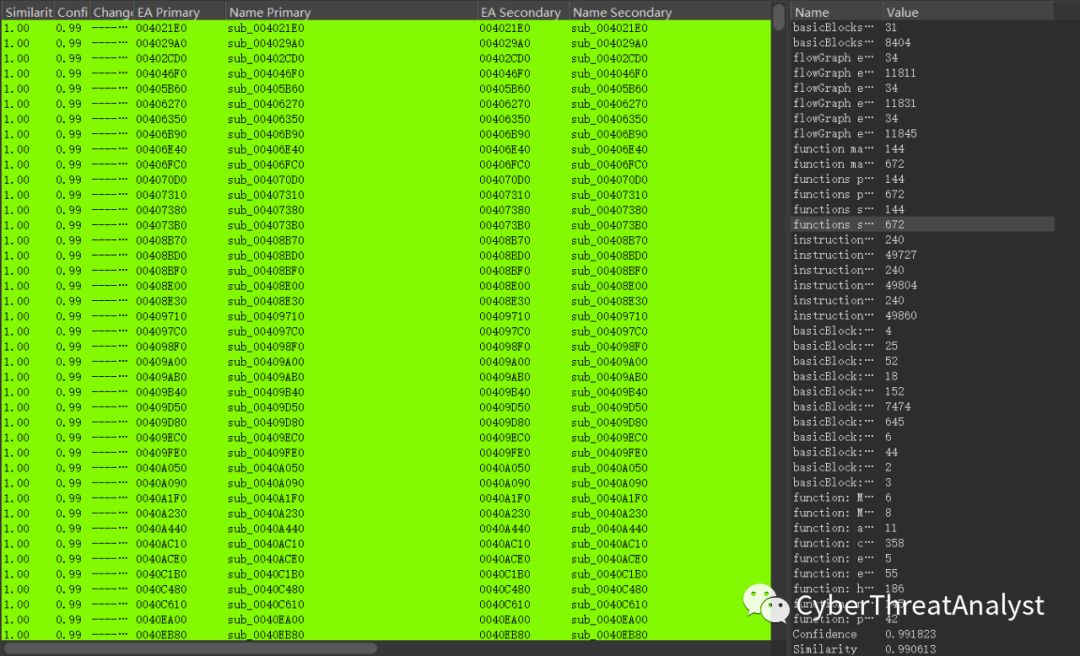 Similarit Confi Chang EA Primary Name Primary EA Secondary Name Secondary
1.00 0.99 ----··· 004021E0 sub_004021E0 004021E0 sub_004021E0
1.00 0.99 ----··· 004029A0 sub_004029A0 004029A0 sub_004029A0
1.00 0.99 ----··· 00402CD0 sub_00402CD0 00402CD0 sub_00402CD0
1.00 0.99 ----··· 004046F0 sub_004046F0 004046F0 sub_004046F0
1.00 0.99 ----··· 00405B60 sub_00405B60 00405B60 sub_00405B60
1.00 0.99 ----··· 00406270 sub_00406270 00406270 sub_00406270
1.00 0.99 ----··· 00406350 sub_00406350 00406350 sub_00406350
1.00 0.99 ----··· 00406B90 sub_00406B90 00406B90 sub_00406B90
1.00 0.99 ----··· 00406E40 sub_00406E40 00406E40 sub_00406E40
1.00 0.99 ----··· 00406FC0 sub_00406FC0 00406FC0 sub_00406FC0
1.00 0.99 ----··· 004070D0 sub_004070D0 004070D0 sub_004070D0
1.00 0.99 ----··· 00407310 sub_00407310 00407310 sub_00407310
1.00 0.99 ----··· 00407380 sub_00407380 00407380 sub_00407380
1.00 0.99 ----··· 004073B0 sub_004073B0 004073B0 sub_004073B0
1.00 0.99 ----··· 00408B70 sub_00408B70 00408B70 sub_00408B70
1.00 0.99 ----··· 00408BD0 sub_00408BD0 00408BD0 sub_00408BD0
1.00 0.99 ----··· 00408BF0 sub_00408BF0 00408BF0 sub_00408BF0
1.00 0.99 ----··· 00408E00 sub_00408E00 00408E00 sub_00408E00
1.00 0.99 ----··· 00408E30 sub_00408E30 00408E30 sub_00408E30
1.00 0.99 ----··· 00409710 sub_00409710 00409710 sub_00409710
1.00 0.99 ----··· 004097C0 sub_004097C0 004097C0 sub_004097C0
1.00 0.99 ----··· 004098F0 sub_004098F0 004098F0 sub_004098F0
1.00 0.99 ----··· 00409A00 sub_00409A00 00409A00 sub_00409A00
1.00 0.99 ----··· 00409AB0 sub_00409AB0 00409AB0 sub_00409AB0
1.00 0.99 ----··· 00409B40 sub_00409B40 00409B40 sub_00409B40
1.00 0.99 ----··· 00409D50 sub_00409D50 00409D50 sub_00409D50
1.00 0.99 ----··· 00409D80 sub_00409D80 00409D80 sub_00409D80
1.00 0.99 ----··· 00409EC0 sub_00409EC0 00409EC0 sub_00409EC0
1.00 0.99 ----··· 00409FE0 sub_00409FE0 00409FE0 sub_00409FE0
1.00 0.99 ----··· 0040A050 sub_0040A050 0040A050 sub_0040A050
1.00 0.99 ----··· 0040A090 sub_0040A090 0040A090 sub_0040A090
1.00 0.99 ----··· 0040A1F0 sub_0040A1F0 0040A1F0 sub_0040A1F0
1.00 0.99 ----··· 0040A230 sub_0040A230 0040A230 sub_0040A230
1.00 0.99 ----··· 0040A440 sub_0040A440 0040A440 sub_0040A440
1.00 0.99 ----··· 0040AC10 sub_0040AC10 0040AC10 sub_0040AC10
1.00 0.99 ----··· 0040ACE0 sub_0040ACE0 0040ACE0 sub_0040ACE0
1.00 0.99 ----··· 0040C1B0 sub_0040C1B0 0040C1B0 sub_0040C1B0
1.00 0.99 ----··· 0040C480 sub_0040C480 0040C480 sub_0040C480
1.00 0.99 ----··· 0040C610 sub_0040C610 0040C610 sub_0040C610
1.00 0.99 ----··· 0040EA00 sub_0040EA00 0040EA00 sub_0040EA00
1.00 0.99 ----··· 0040EB80 sub_0040EB80 0040EB80 sub_0040EB80
Name Value
basicBlocks··· 31
basicBlocks··· 8404
flowGraph e··· 34
flowGraph e··· 11811
flowGraph e··· 34
flowGraph e··· 11831
flowGraph e··· 34
flowGraph e··· 11845
function ma··· 144
function ma··· 672
functions p··· 144
functions p··· 672
functions s··· 144
functions s··· 672
instruction··· 240
instruction··· 49727
instruction··· 240
instruction··· 49804
instruction··· 240
instruction··· 49860
basicBlock:··· 4
basicBlock:··· 25
basicBlock:··· 52
basicBlock:··· 18
basicBlock:··· 152
basicBlock:··· 7474
basicBlock:··· 645
basicBlock:··· 6
basicBlock:··· 44
basicBlock:··· 2
basicBlock:··· 3
function: M··· 6
function: M··· 8
function: a··· 11
function: c··· 358
function: e··· 5
function: e··· 55
function: h··· 186
CyberThreatAnalyst
function: p··· 42
Confidence 0.991823
Similarity 0.990613